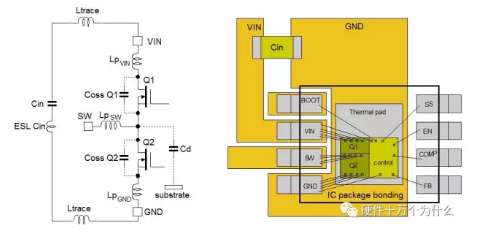 Ltrace
VIN
LpVIN
Q1
Coss Q1
Cin
ESL Cin
SW
LpSW
Q2
Coss Q2
Cd
LpGND
substrate
GND
Ltrace
VIN
GND
Cin
BOOT
Thermal pad
SS
VIN
EN
Q1
SW
Q2
control
COMP
GND
FB
IC package bonding
硬件十万个为什么